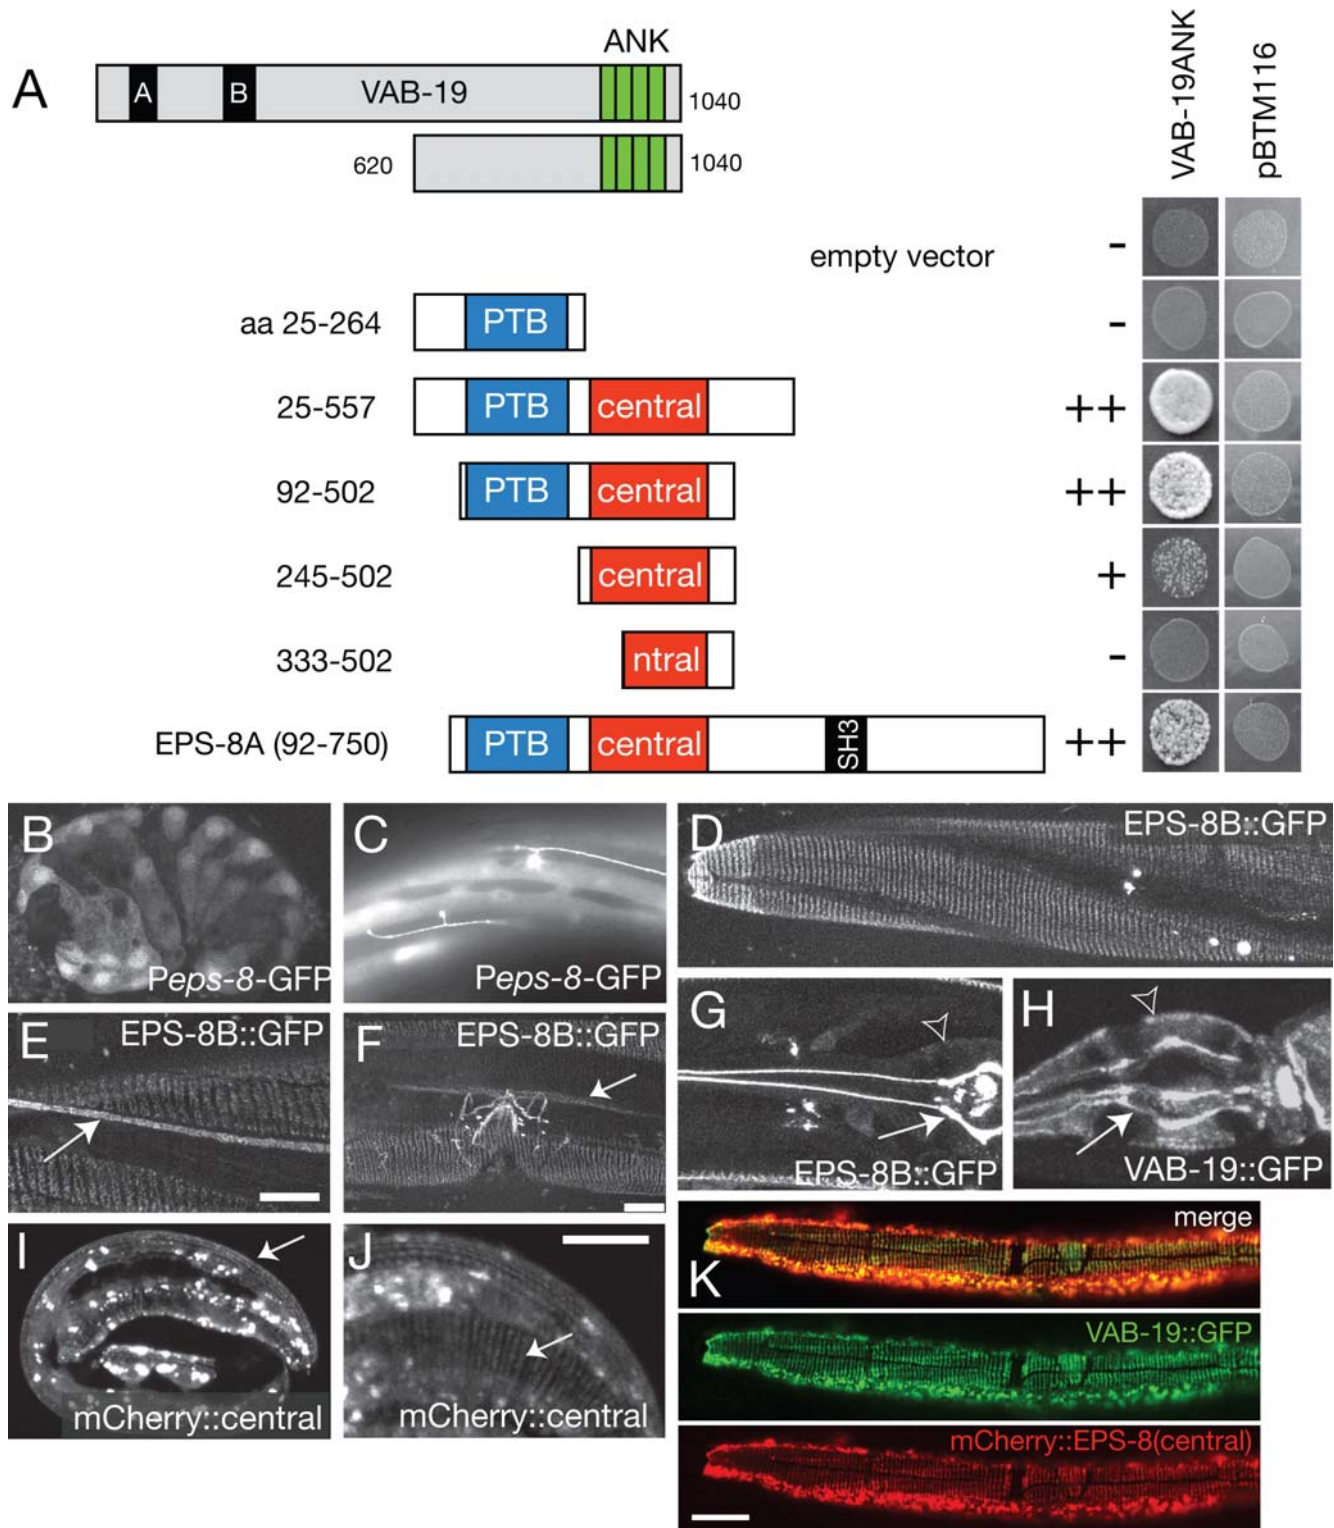 A
ANK
A B VAB-19
1040
620
1040
VAB-19ANK
pBTM116
empty vector -
aa 25-264 PTB -
25-557 PTB central ++
92-502 PTB central ++
245-502 central +
333-502 ntral -
EPS-8A (92-750) PTB central SH3 ++
B
Peps-8-GFP
C
Peps-8-GFP
D
EPS-8B::GFP
E
EPS-8B::GFP
F
EPS-8B::GFP
G
EPS-8B::GFP
H
VAB-19::GFP
I
mCherry::central
J
mCherry::central
K
merge
VAB-19::GFP
mCherry::EPS-8(central)